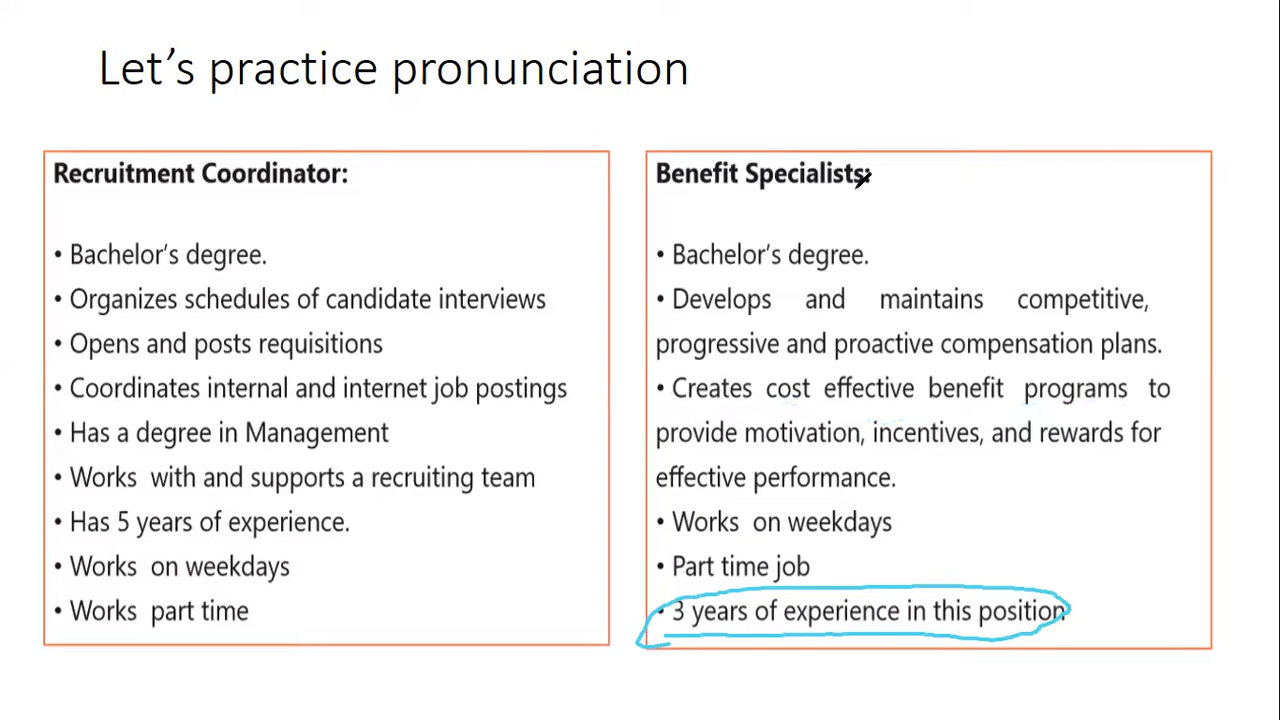 Let's practice pronunciation
Recruitment Coordinator:
• Bachelor's degree.
• Organizes schedules of candidate interviews
• Opens and posts requisitions
• Coordinates internal and internet job postings
• Has a degree in Management
• Works with and supports a recruiting team
• Has 5 years of experience.
• Works on weekdays
• Works part time
Benefit Specialists:
• Bachelor's degree.
• Develops and maintains competitive,
progressive and proactive compensation plans.
• Creates cost effective benefit programs to
provide motivation, incentives, and rewards for
effective performance.
• Works on weekdays
• Part time job
• 3 years of experience in this position